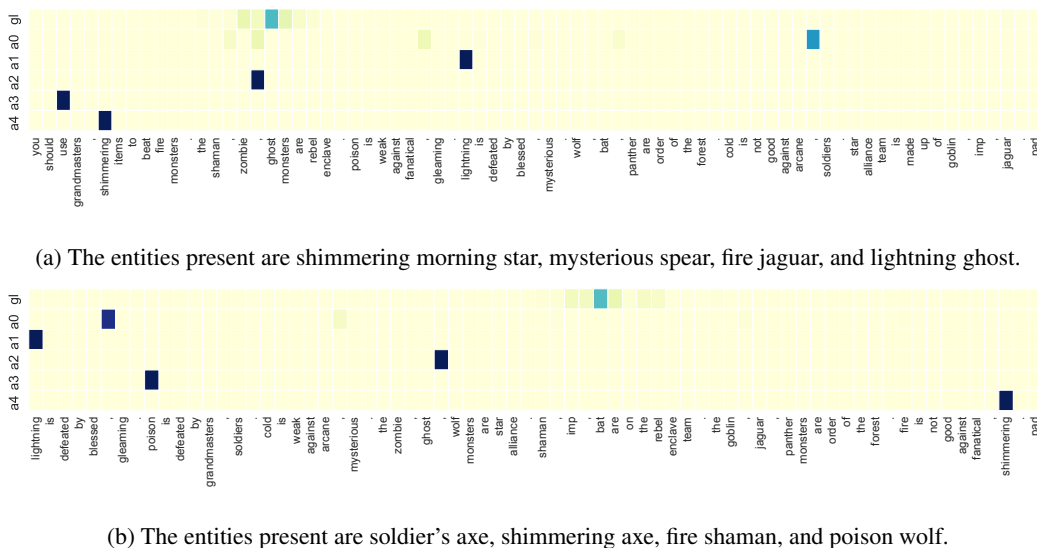 gl
a0
a1
a2
a3
a4
you should use grandmasters , shimmering items to beat fire monsters . the shaman , zombie , ghost monsters are rebel enclave . poison is weak against fanatical , gleaming . lightning is defeated by blessed , mysterious . wolf , bat , panther are order of the forest . cold is not good against arcane up soldiers . star alliance team is made up of goblin , imp , jaguar . pad
(a) The entities present are shimmering morning star, mysterious spear, fire jaguar, and lightning ghost.
gl
a0
a1
a2
a3
a4
lightning is defeated by blessed , gleaming . poison is defeated by grandmasters , soldiers . cold is weak against arcane , mysterious . the zombie , ghost , wolf monsters are star alliance . shaman , imp , bat are on the rebel enclave team . the goblin , jaguar , panther monsters are order of the forest . fire is not good against fanatical , shimmering . pad
(b) The entities present are soldier's axe, shimmering axe, fire shaman, and poison wolf.